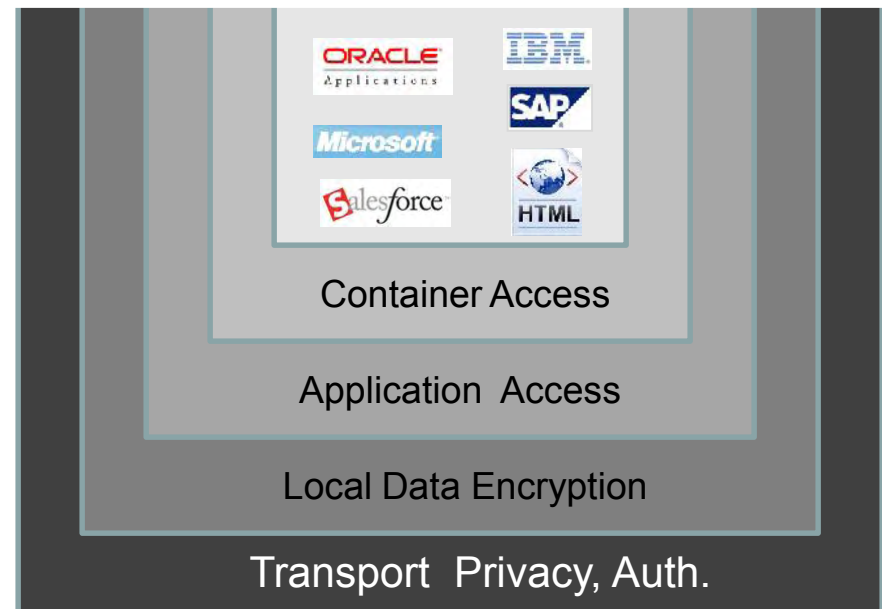 ORACLE
Applications
IBM.
SAP
Microsoft
Salesforce
<>
HTML
Container Access
Application Access
Local Data Encryption
Transport Privacy, Auth.